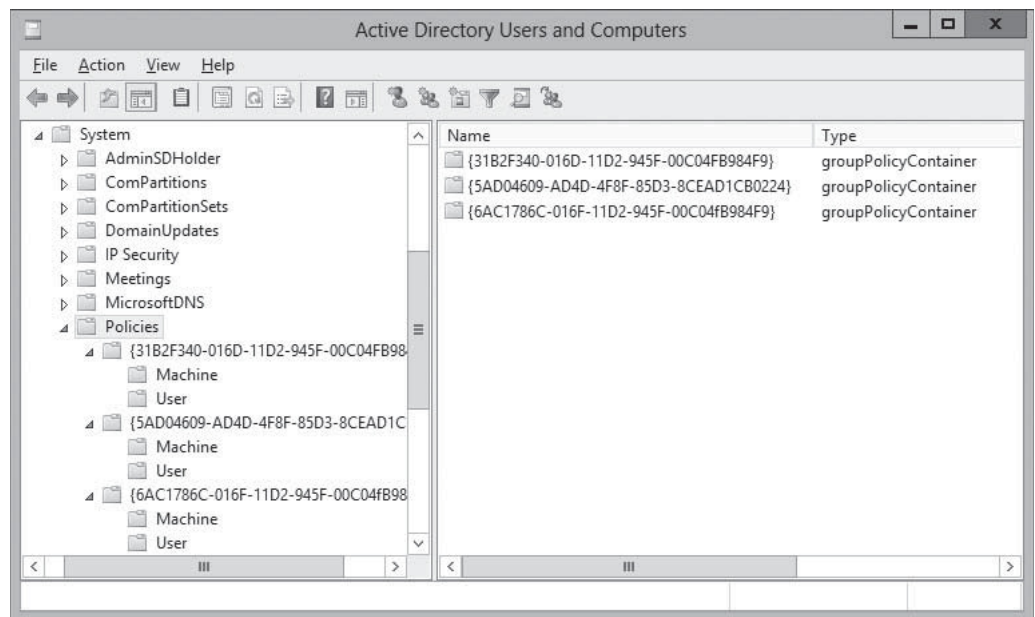 Active Directory Users and Computers
File Action View Help
System
AdminSDHolder
ComPartitions
ComPartitionSets
DomainUpdates
IP Security
Meetings
MicrosoftDNS
Policies
{31B2F340-016D-11D2-945F-00C04FB98
Machine
User
{5AD04609-AD4D-4F8F-85D3-8CEAD1C
Machine
User
{6AC1786C-016F-11D2-945F-00C04fB98
Machine
User
Name Type
{31B2F340-016D-11D2-945F-00C04FB984F9} groupPolicyContainer
{5AD04609-AD4D-4F8F-85D3-8CEAD1CB0224} groupPolicyContainer
{6AC1786C-016F-11D2-945F-00C04fB984F9} groupPolicyContainer